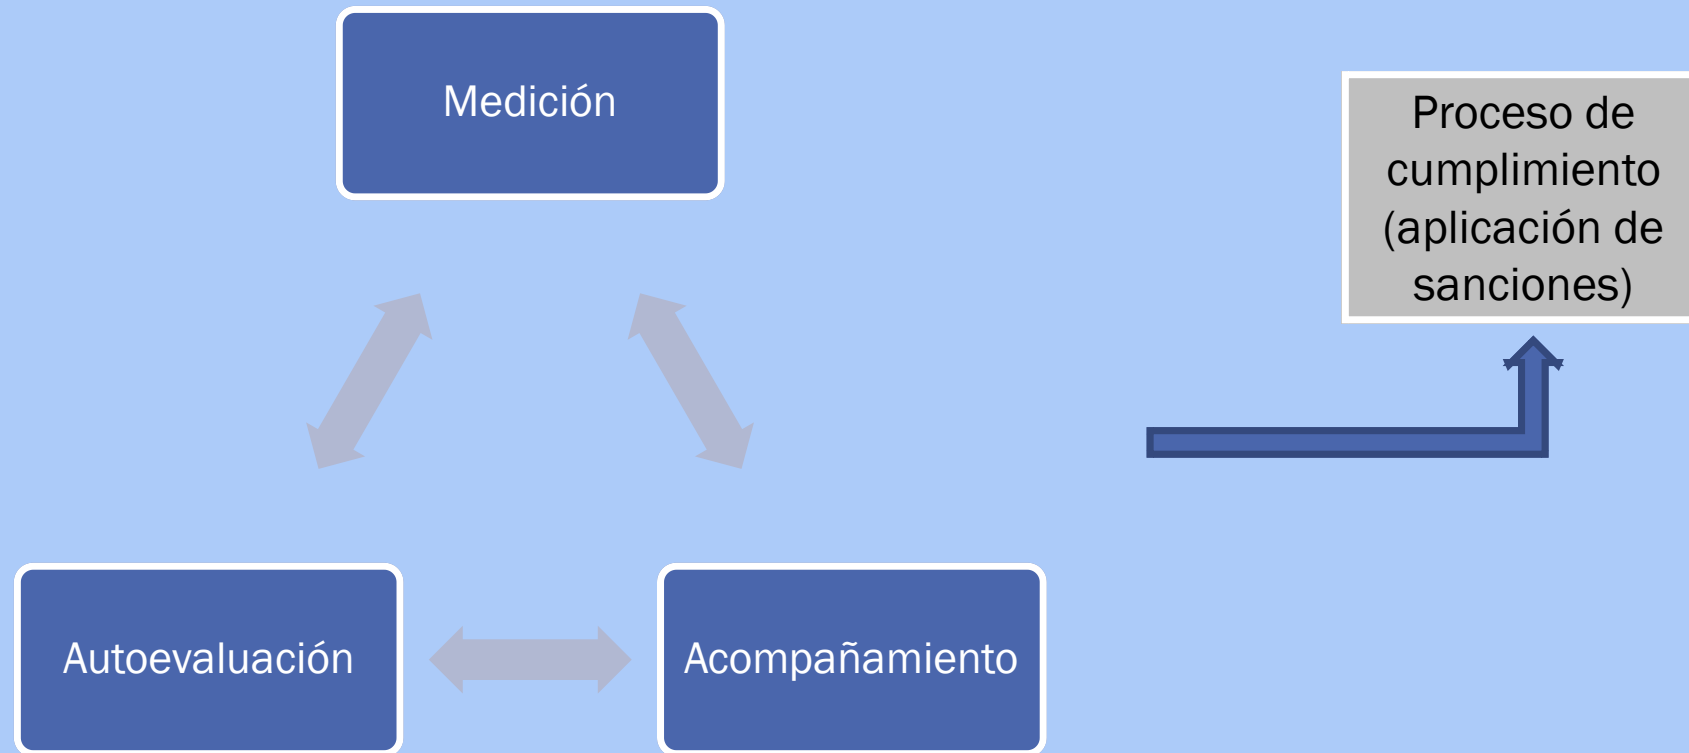 Medición
Proceso de
cumplimiento
(aplicación de
sanciones)
Autoevaluación
Acompañamiento